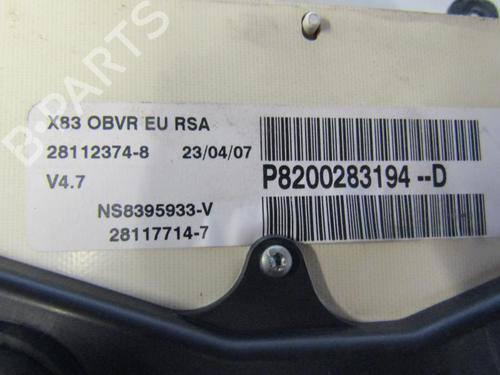 B-PARTS
X83 OBVR EU RSA
28112374-8 23/04/07
V4.7
P8200283194 --D
NS8395933-V
28117714-7